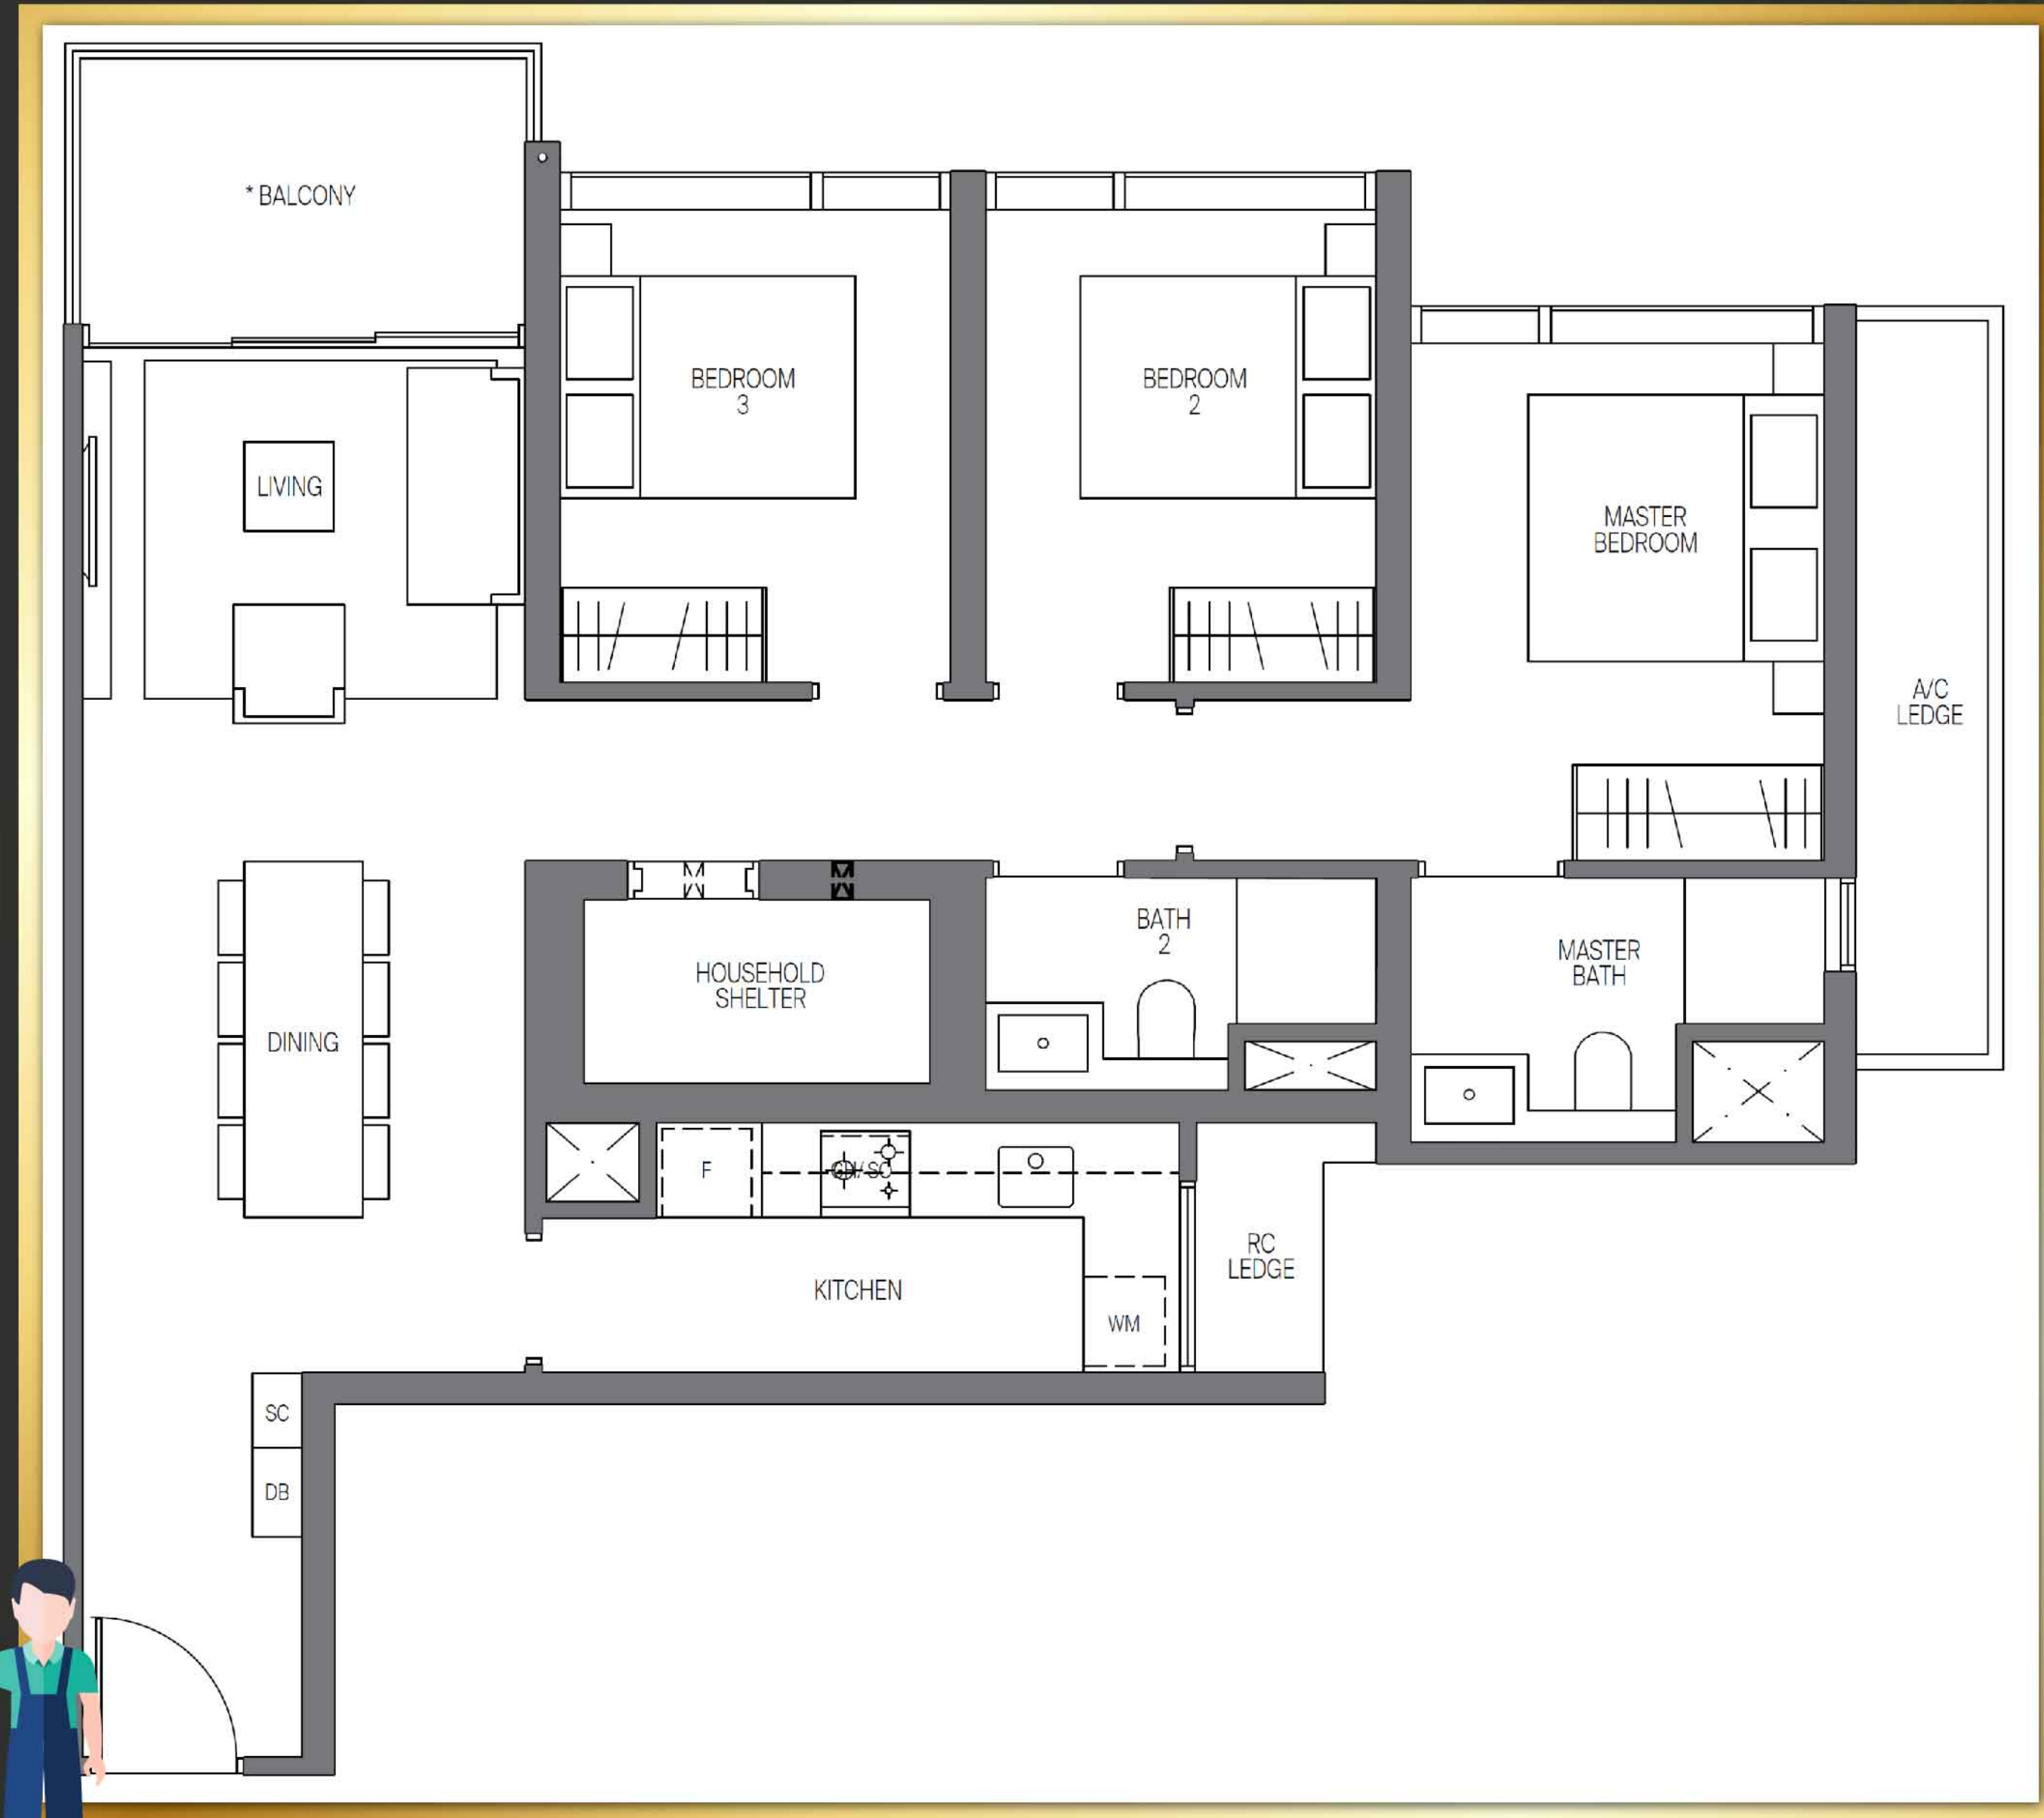 * BALCONY
BEDROOM
3
BEDROOM
2
LIVING
MASTER
BEDROOM
A/C
LEDGE
BATH
2
MASTER
BATH
HOUSEHOLD
SHELTER
DINING
F
RC
LEDGE
KITCHEN
WM
SC
DB